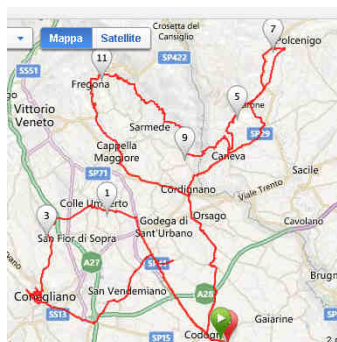 Mappa
Satellite
Crosetta del
Cansiglio
7
Polcenigo
11
SP422
SS51
Fregona
5
Vittorio
Veneto
Sarmede
9
SP29
Cappella
Maggiore
Caneva
Sacile
SP71
Cordignano
Viale Trento
1
Colle Umberto
Orsago
3
Godega di
Sant'Urbano
Cavolano
San Fior di Sopra
A27
Conegliano
San Vendemiano
A28
SS13
Gaiarine
SP15